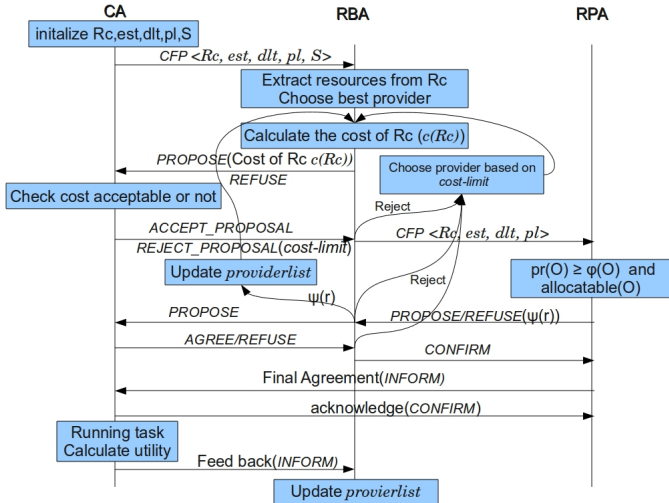 CA
RBA
RPA
initalize Rc,est,dlt,pl,S
CFP <Rc, est, dlt, pl, S>
Extract resources from Rc
Choose best provider
Calculate the cost of Rc (c(Rc))
PROPOSE(Cost of Rc c(Rc))
REFUSE
Choose provider based on
cost-limit
Check cost acceptable or not
Reject
ACCEPT_PROPOSAL
REJECT_PROPOSAL(cost-limit)
CFP <Rc, est, dlt, pl>
Update providerlist
Reject
pr(O) ≥ φ(O) and
allocatable(O)
ψ(r)
PROPOSE
PROPOSE/REFUSE(ψ(r))
AGREE/REFUSE
CONFIRM
Final Agreement(INFORM)
acknowledge(CONFIRM)
Running task
Calculate utility
Feed back(INFORM)
Update provierlist